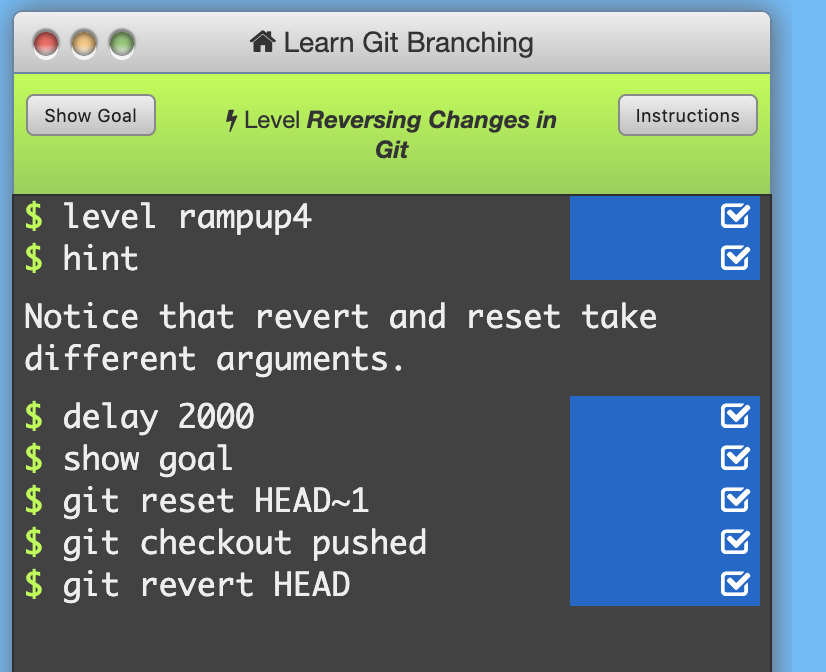 Learn Git Branching
Show Goal
Level Reversing Changes in
Git
Instructions
$ level rampup4
$ hint
Notice that revert and reset take
different arguments.
$ delay 2000
$ show goal
$ git reset HEAD~1
$ git checkout pushed
$ git revert HEAD